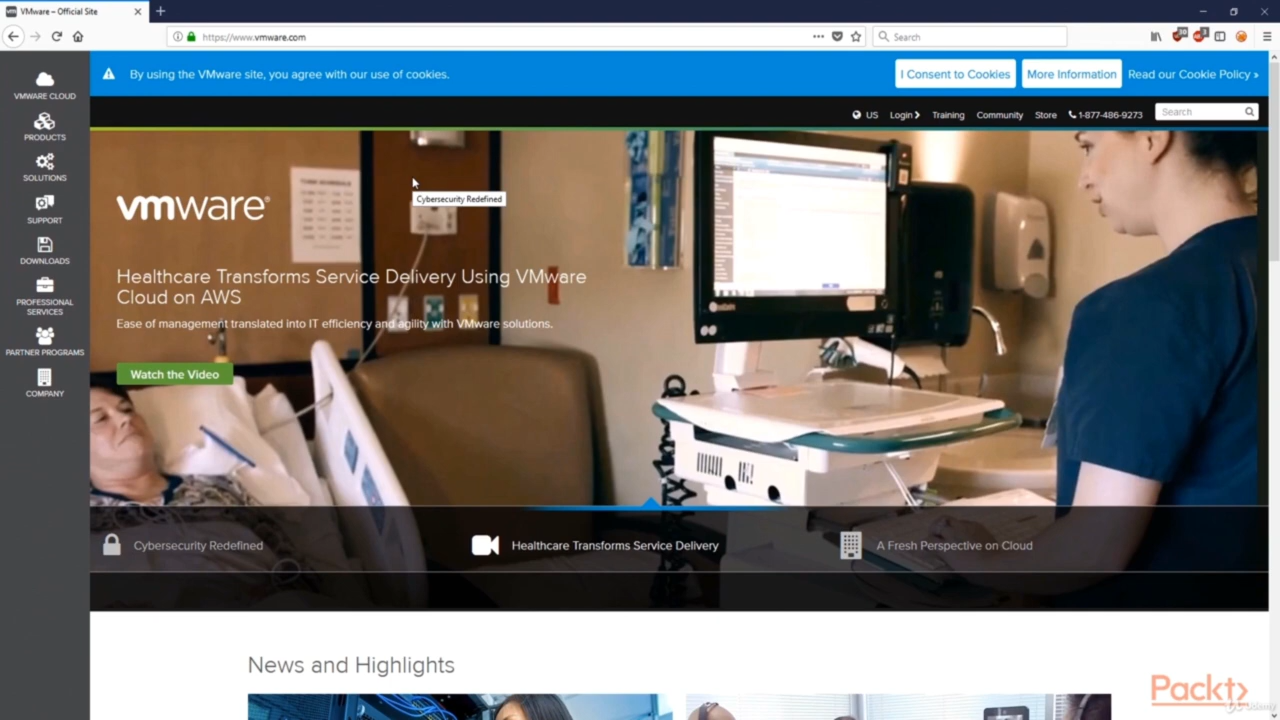 VMware – Official Site
https://www.vmware.com
Search
By using the VMware site, you agree with our use of cookies.
I Consent to Cookies
More Information
Read our Cookie Policy »
US
Login
Training
Community
Store
1-877-486-9273
Search
VMWARE CLOUD
PRODUCTS
SOLUTIONS
SUPPORT
DOWNLOADS
PROFESSIONAL
SERVICES
PARTNER PROGRAMS
COMPANY
vmware®
Cybersecurity Redefined
Healthcare Transforms Service Delivery Using VMware
Cloud on AWS
Ease of management translated into IT efficiency and agility with VMware solutions.
Watch the Video
Cybersecurity Redefined
Healthcare Transforms Service Delivery
A Fresh Perspective on Cloud
News and Highlights
Packt>
Udemy